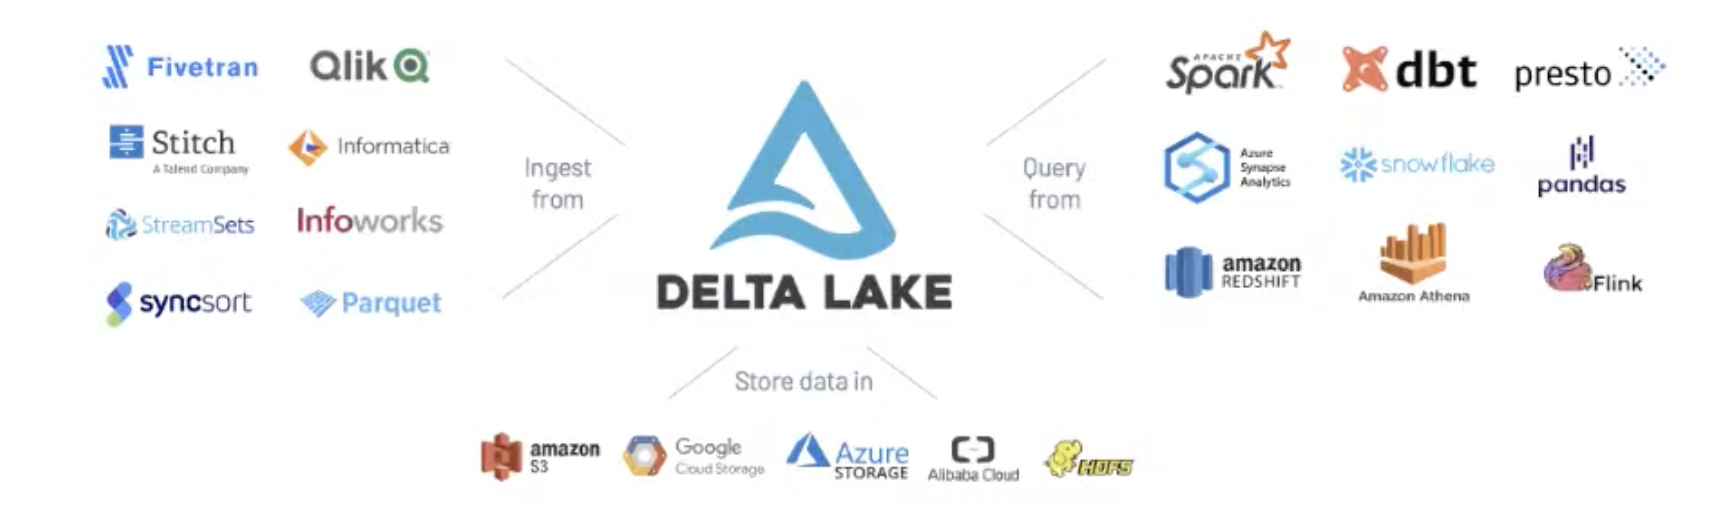 Fivetran
Qlik
Stitch
A Talend Company
Informatica
StreamSets
Infoworks
syncsort
Parquet
Ingest
from
DELTA LAKE
Query
from
APACHE
Spark
dbt
presto
Azure
Synapse
Analytics
snowflake
pandas
amazon
REDSHIFT
Amazon Athena
Flink
Store data in
amazon
S3
Google
Cloud Storage
Azure
STORAGE
Alibaba Cloud
HDFS